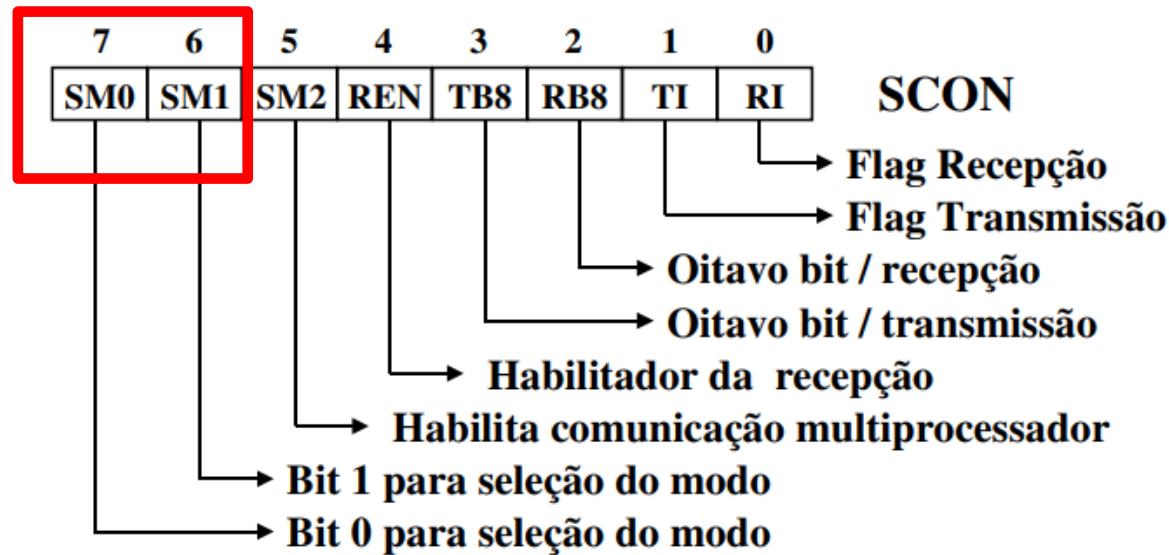 7 6 5 4 3 2 1 0
SM0 SM1 SM2 REN TB8 RB8 TI RI SCON
Flag Recepção
Flag Transmissão
Oitavo bit / recepção
Oitavo bit / transmissão
Habilitador da recepção
Habilita comunicação multiprocessador
Bit 1 para seleção do modo
Bit 0 para seleção do modo